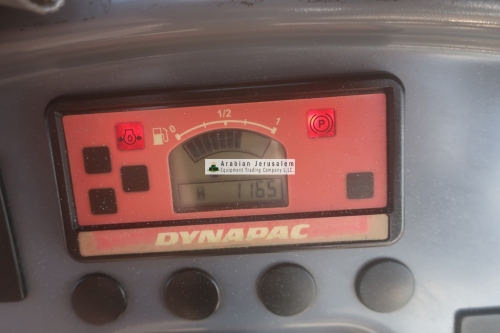 1/2
0 1
P
Arabian Jerusalem
Equipment Trading Company L.L.C.
H 1165
DYNAPAC